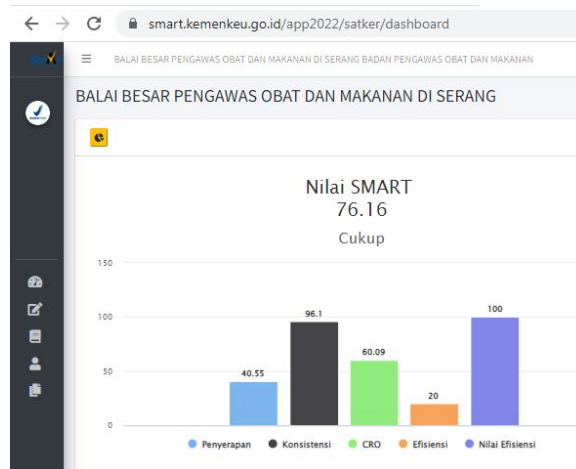 smart.kemenkeu.go.id/app2022/satker/dashboard
BALAI BESAR PENGAWAS OBAT DAN MAKANAN DI SERANG BADAN PENGAWAS OBAT DAN MAKANAN
BALAI BESAR PENGAWAS OBAT DAN MAKANAN DI SERANG
Nilai SMART
76.16
Cukup
150
100
50
0
40.55
96.1
60.09
20
100
Penyerapan Konsistensi CRO Efisiensi Nilai Efisiensi